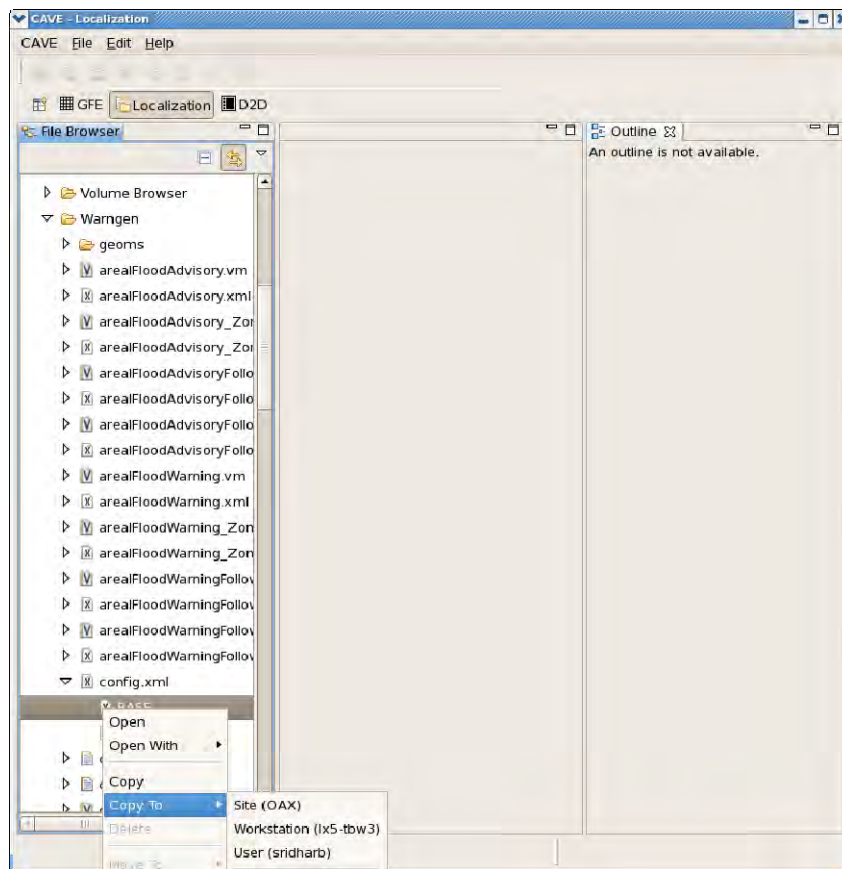 CAVE - Localization
CAVE File Edit Help
GFE Localization D2D
File Browser
Outline
An outline is not available.
Volume Browser
Warngen
geoms
arealFloodAdvisory.vm
arealFloodAdvisory.xml
arealFloodAdvisory_Zor
arealFloodAdvisory_Zor
arealFloodAdvisoryFollo
arealFloodAdvisoryFollo
arealFloodAdvisoryFollo
arealFloodAdvisoryFollo
arealFloodWarning.vm
arealFloodWarning.xml
arealFloodWarning_Zon
arealFloodWarning_Zon
arealFloodWarningFollov
arealFloodWarningFollov
arealFloodWarningFollov
arealFloodWarningFollov
config.xml
BASE
Open
Open With
Copy
Copy To
Site (OAX)
Delete
Workstation (lx5-tbw3)
User (sridharb)
Move To